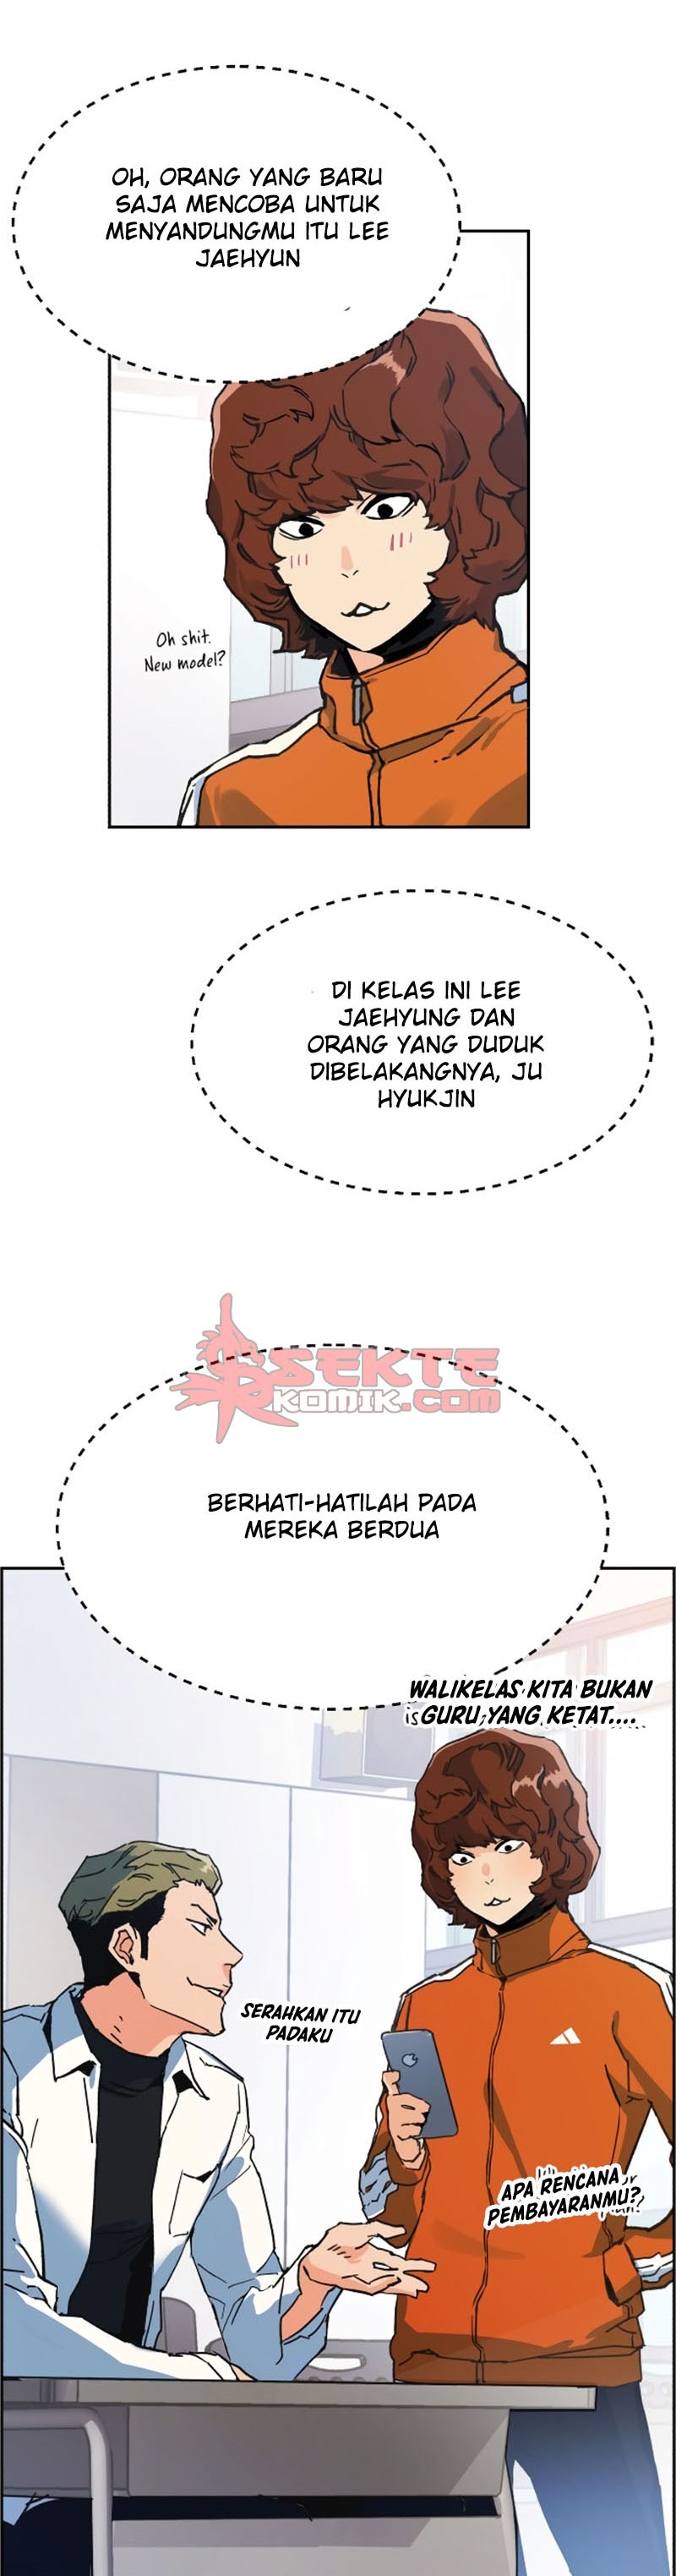 OH, ORANG YANG BARU
SAJA MENCOBA UNTUK
MENYANDUNGMU ITU LEE
JAEHYUN
Oh shit.
New model?
DI KELAS INI LEE
JAEHYUNG DAN
ORANG YANG DUDUK
DIBELAKANGNYA, JU
HYUKJIN
SEKTE
KOMIK.COM
BERHATI-HATILAH PADA
MEREKA BERDUA
WALIKELAS KITA BUKAN
is GURU YANG KETAT....
SERAHKAN ITU
PADAKU
APA RENCANA
PEMBAYARANMU?